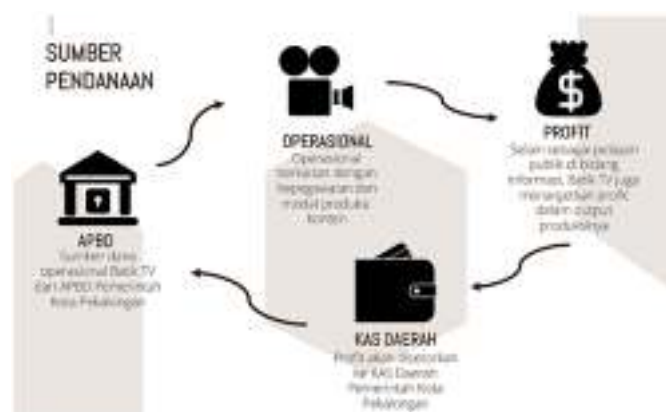 SUMBER
PENDANAAN
OPERASIONAL
Operasional
berkaitan dengan
kepegawaian dan
modal produksi
konten
PROFIT
Selain sebagai pelayan
publik di bidang
informasi, Batik TV juga
menargetkan profit
dalam output
produksinya
APBD
Sumber dana
operasional Batik TV
dari APBD Pemerintah
Kota Pekalongan
KAS DAERAH
Profit akan disetorkan
ke KAS Daerah
Pemerintah Kota
Pekalongan